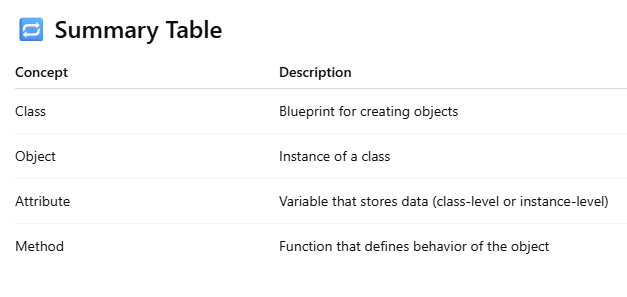 Summary Table
Concept Description
Class Blueprint for creating objects
Object Instance of a class
Attribute Variable that stores data (class-level or instance-level)
Method Function that defines behavior of the object